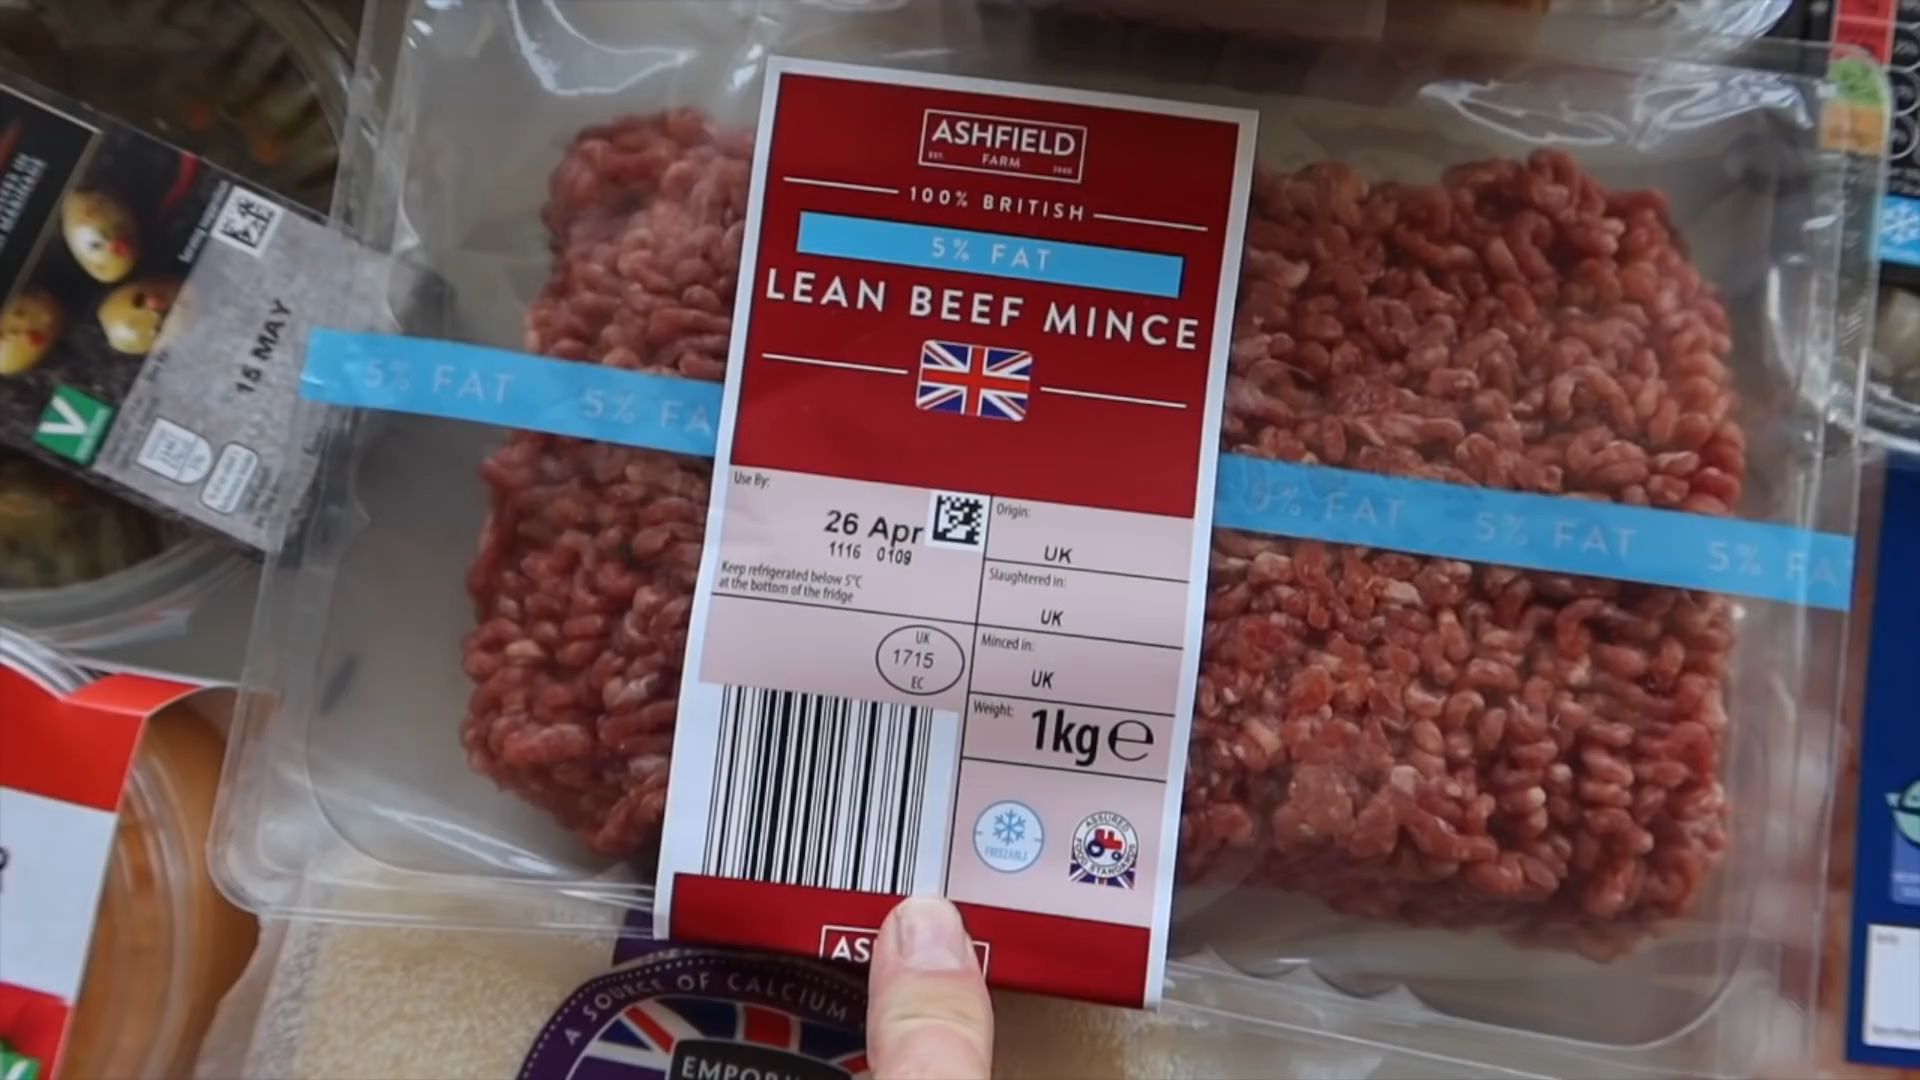 ASHFIELD
EST. FARM
100% BRITISH
5% FAT
LEAN BEEF MINCE
5% FAT 5% FA
5% FAT 5% FAT 5% FA
Use By:
26 Apr
1116 0109
Keep refrigerated below 5°C
at the bottom of the fridge
UK
1715
EC
Origin:
UK
Slaughtered in:
UK
Minced in:
UK
Weight:
1kg ℮
FREEZABLE
ASSURED
FOOD STANDARDS
AS
15 MAY
V
A SOURCE OF CALCIUM
EMPOR